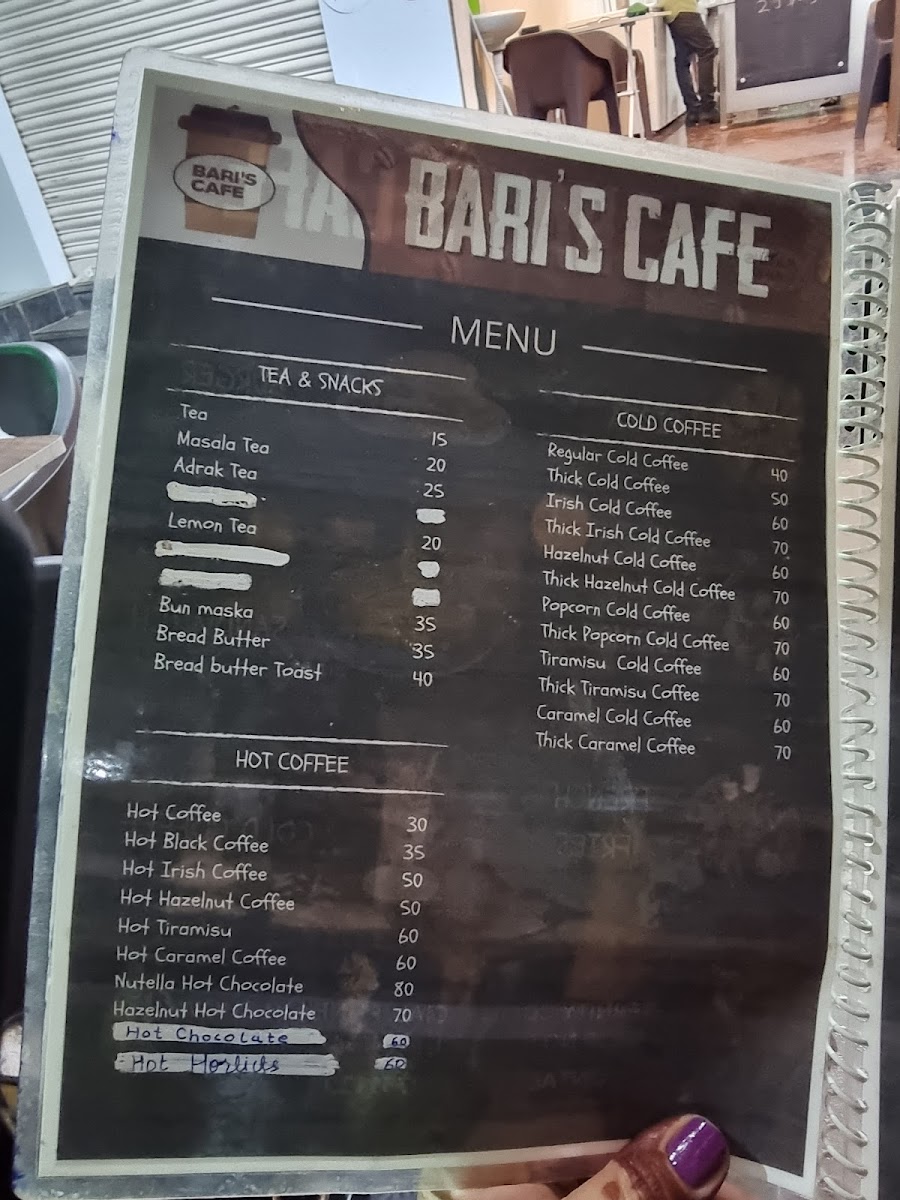 BARI'S
CAFE
BARI'S CAFE
MENU
TEA & SNACKS
Tea 15
Masala Tea 20
Adrak Tea 25
Lemon Tea 20
Bun maska 35
Bread Butter 35
Bread butter Toast 40
HOT COFFEE
Hot Coffee 30
Hot Black Coffee 35
Hot Irish Coffee 50
Hot Hazelnut Coffee 50
Hot Tiramisu 60
Hot Caramel Coffee 60
Nutella Hot Chocolate 80
Hazelnut Hot Chocolate 70
Hot Chocolate 60
Hot Horlicks 60
COLD COFFEE
Regular Cold Coffee 40
Thick Cold Coffee 50
Irish Cold Coffee 60
Thick Irish Cold Coffee 70
Hazelnut Cold Coffee 60
Thick Hazelnut Cold Coffee 70
Popcorn Cold Coffee 60
Thick Popcorn Cold Coffee 70
Tiramisu Cold Coffee 60
Thick Tiramisu Coffee 70
Caramel Cold Coffee 60
Thick Caramel Coffee 70